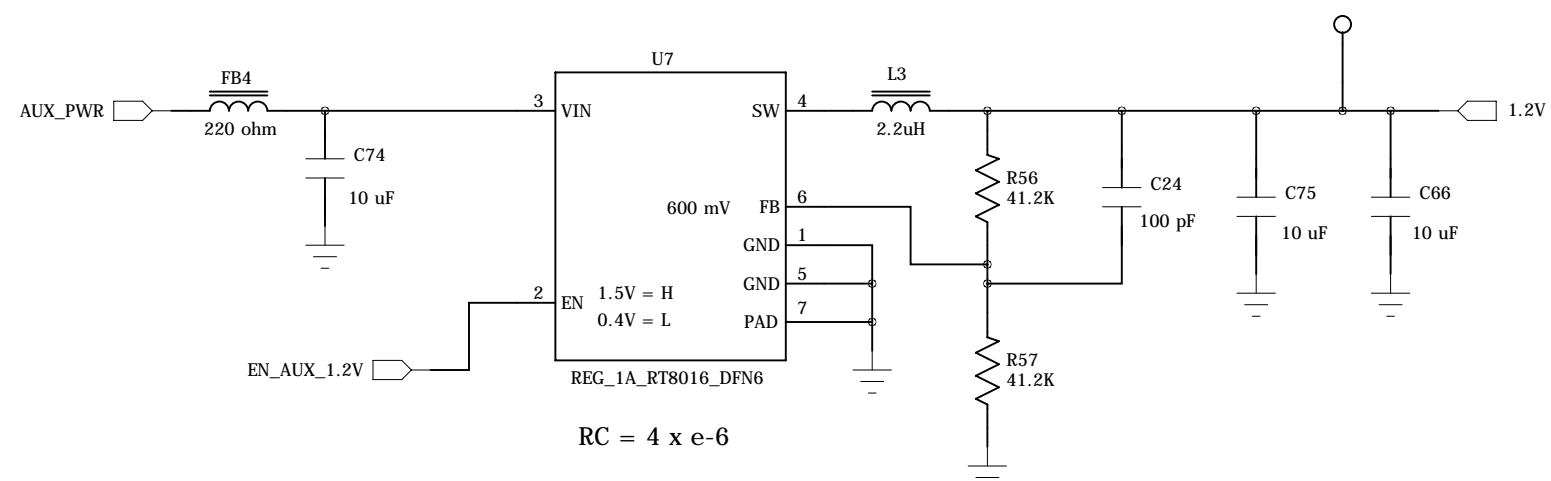 U7
FB4
L3
AUX_PWR
3
VIN
SW
4
1.2V
220 ohm
2.2uH
C74
10 uF
R56
41.2K
C24
100 pF
C75
10 uF
C66
10 uF
600 mV
FB
6
GND
1
GND
5
PAD
7
2
EN
1.5V = H
0.4V = L
EN_AUX_1.2V
R57
41.2K
REG_1A_RT8016_DFN6
RC = 4 x e-6